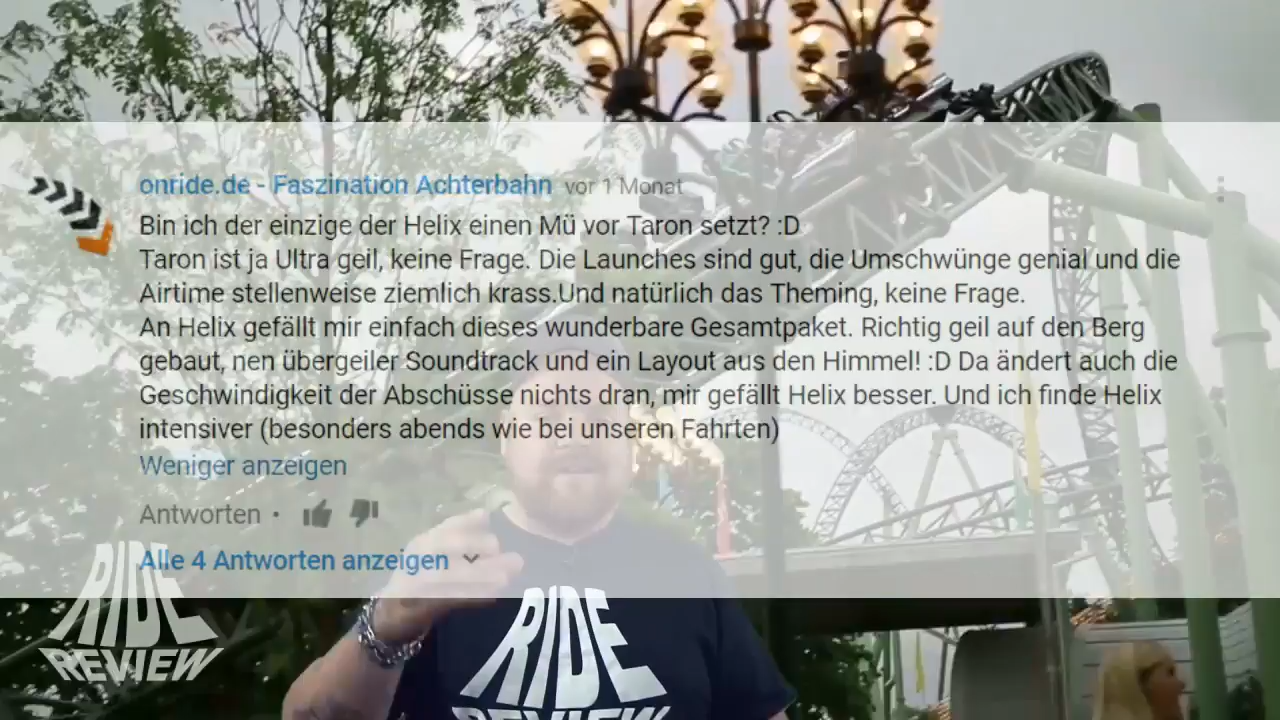 onride.de - Faszination Achterbahn vor 1 Monat
Bin ich der einzige der Helix einen Mü vor Taron setzt? :D
Taron ist ja Ultra geil, keine Frage. Die Launches sind gut, die Umschwünge genial und die
Airtime stellenweise ziemlich krass.Und natürlich das Theming, keine Frage.
An Helix gefällt mir einfach dieses wunderbare Gesamtpaket. Richtig geil auf den Berg
gebaut, nen übergeiler Soundtrack und ein Layout aus den Himmel! :D Da ändert auch die
Geschwindigkeit der Abschüsse nichts dran, mir gefällt Helix besser. Und ich finde Helix
intensiver (besonders abends wie bei unseren Fahrten)
Weniger anzeigen
Antworten •
Alle 4 Antworten anzeigen
RIDE
REVIEW
RIDE
REVIEW